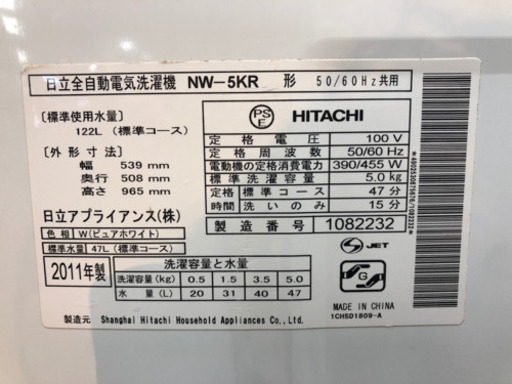 日立全自動電気洗濯機 NW-5KR 形 50/60Hz共用
〔標準使用水量〕
122L (標準コース)
〔外形寸法〕
幅 539 mm
奥行 508 mm
高さ 965 mm
日立アプライアンス(株)
色相 W(ピュアホワイト)
標準水量 47L (標準コース)
PS
E
HITACHI
定格電圧 100 V
定格周波数 50/60 Hz
電動機の定格消費電力 390/455 W
標準洗濯容量 5.0 kg
定格 標準コース 47分
時間 洗いのみ 15分
製造番号 1082232
2011年製
洗濯容量と水量
洗濯容量(kg) 0.5 1.5 3.5 5.0
水量(L) 20 31 40 47
S JET
G
MADE IN CHINA
1CHSD1809-A
製造元 Shanghai Hitachi Household Appliances Co., Ltd.